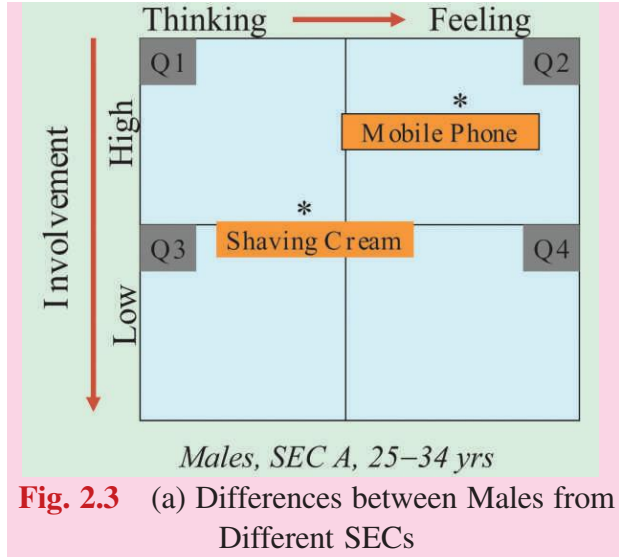 Thinking Feeling
Q1 Q2
*
Mobile Phone
High
*
Shaving Cream
Q3 Q4
Involvement
Low
Males, SEC A, 25–34 yrs
Fig. 2.3 (a) Differences between Males from
Different SECs